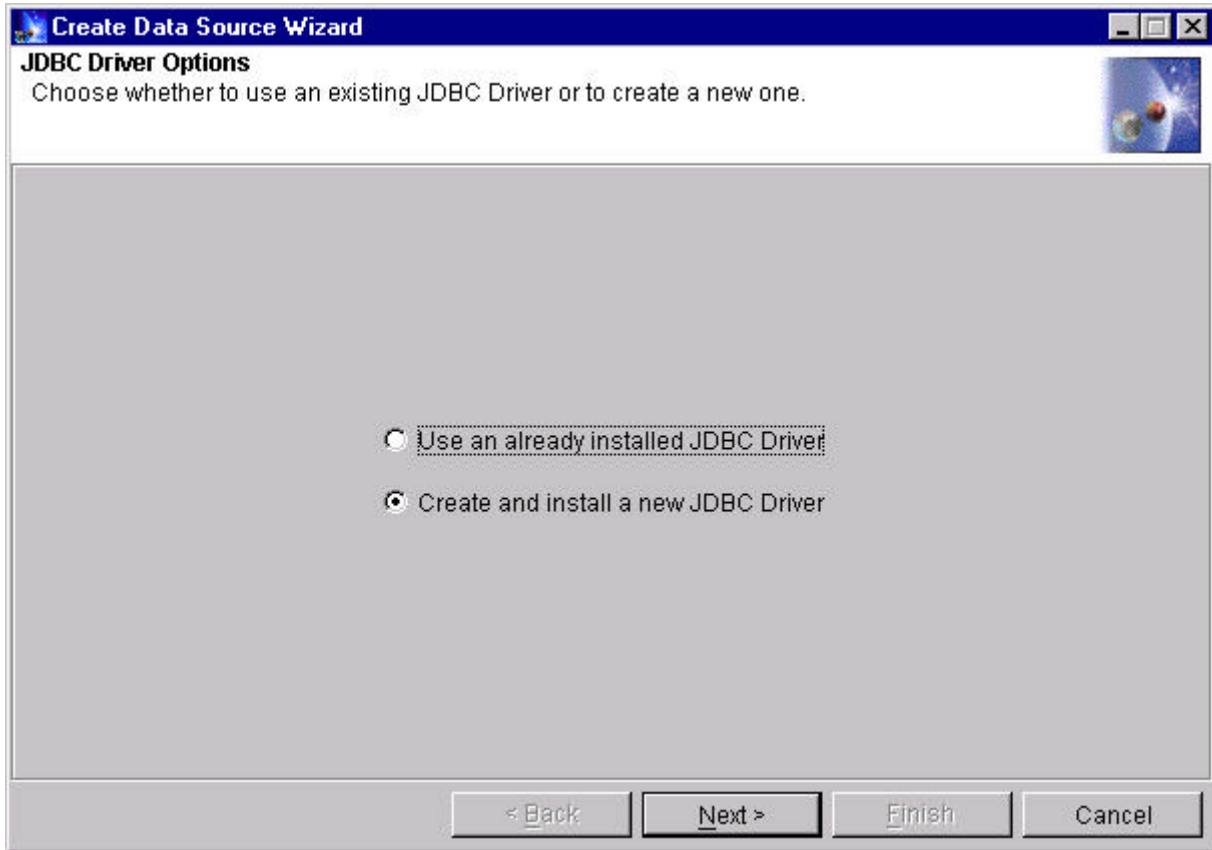 Create Data Source Wizard
JDBC Driver Options
Choose whether to use an existing JDBC Driver or to create a new one.
Use an already installed JDBC Driver
Create and install a new JDBC Driver
< Back Next > Finish Cancel